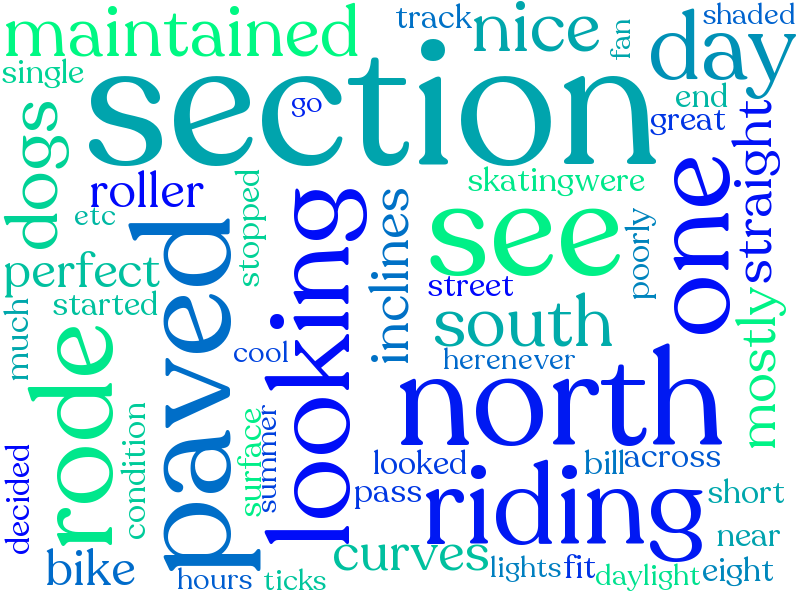 maintained
track
nice
fan
shaded
day
single
section
go
end
great
dogs
roller
etc
stopped
skatingwere
one
straight
see
poorly
perfect
paved
looking
inclines
street
started
much
south
mostly
rode
cool
herenever
north
condition
surface
summer
decided
looked
bill
across
pass
riding
short
near
bike
hours
ticks
curves
lights
fit
daylight
eight